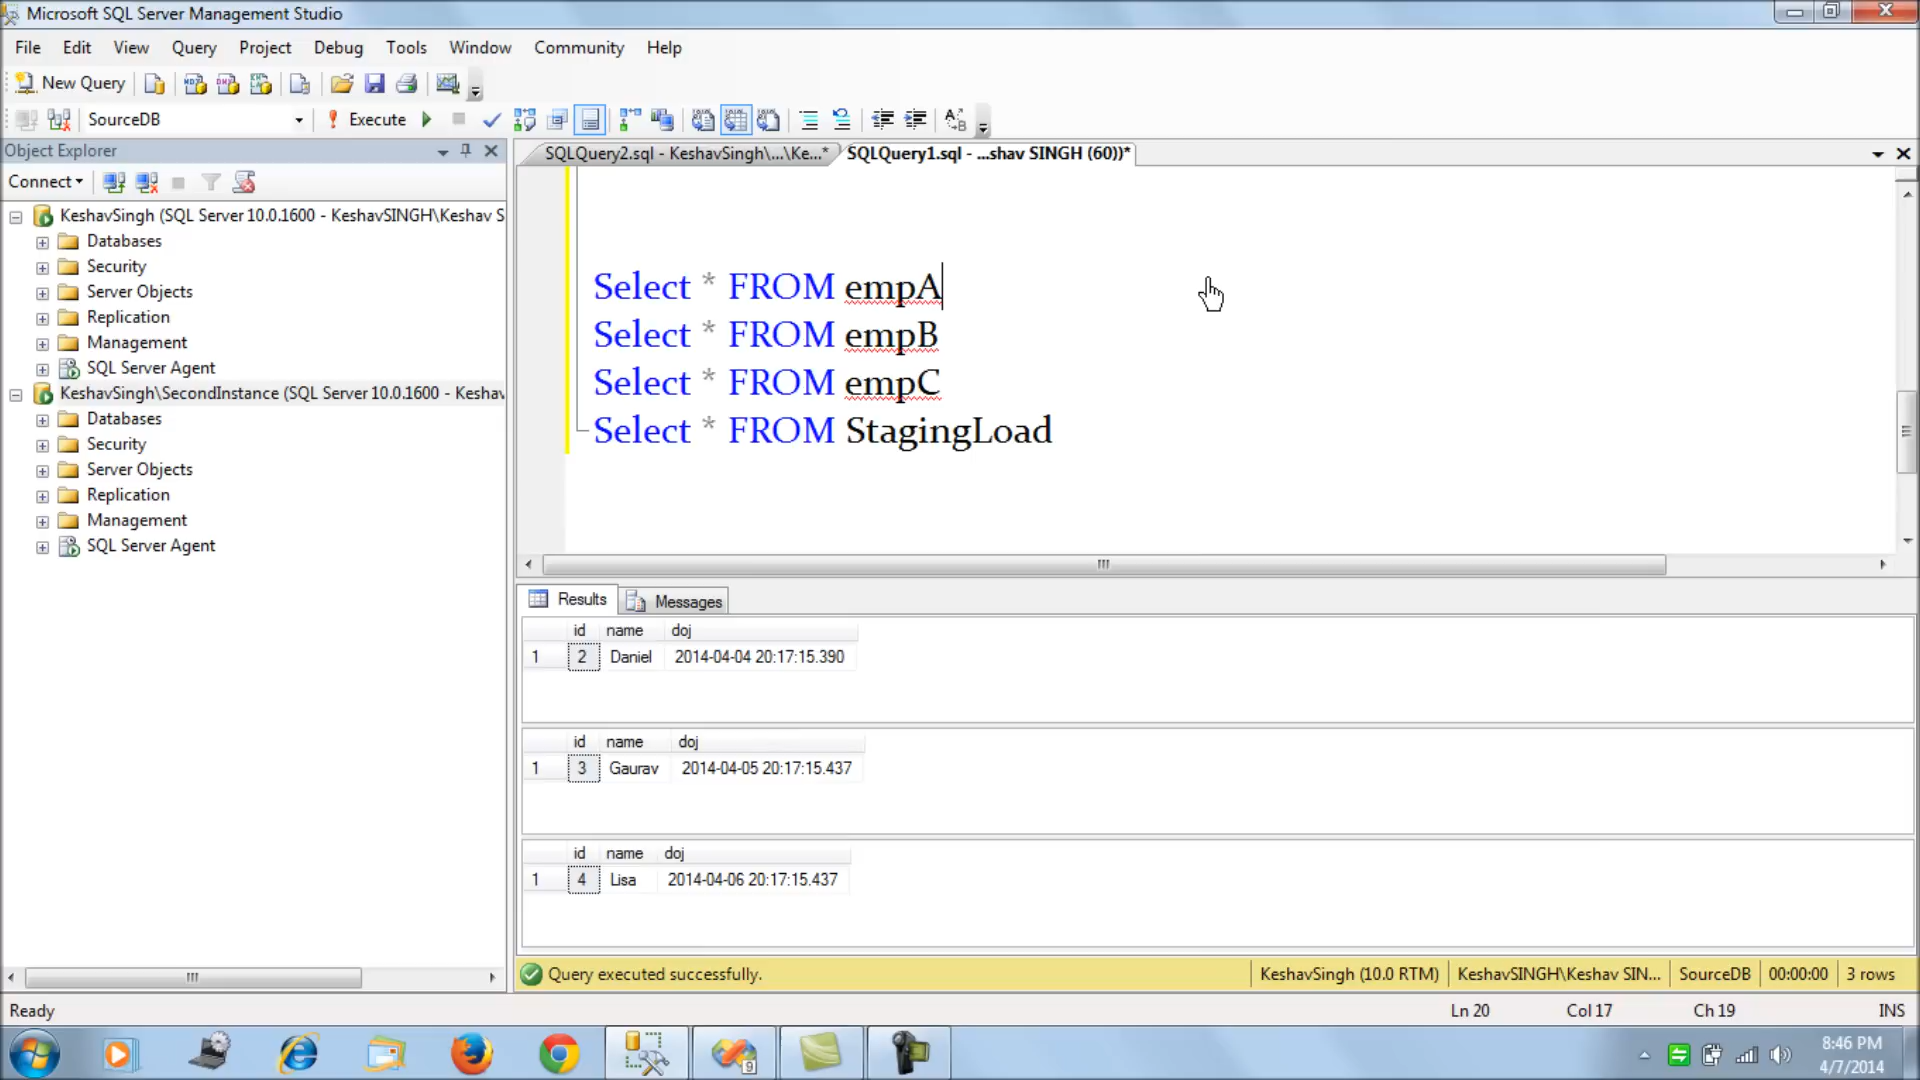 Microsoft SQL Server Management Studio
File Edit View Query Project Debug Tools Window Community Help
New Query
SourceDB Execute
Object Explorer
SQLQuery2.sql - KeshavSingh\...\Ke...* SQLQuery1.sql - ...shav SINGH (60))*
Connect
KeshavSingh (SQL Server 10.0.1600 - KeshavSINGH\Keshav S
Databases
Security
Server Objects
Replication
Management
SQL Server Agent
KeshavSingh\SecondInstance (SQL Server 10.0.1600 - Keshav
Databases
Security
Server Objects
Replication
Management
SQL Server Agent
Select * FROM empA
Select * FROM empB
Select * FROM empC
Select * FROM StagingLoad
Results Messages
id name doj
1 2 Daniel 2014-04-04 20:17:15.390
id name doj
1 3 Gaurav 2014-04-05 20:17:15.437
id name doj
1 4 Lisa 2014-04-06 20:17:15.437
Query executed successfully. KeshavSingh (10.0 RTM) KeshavSINGH\Keshav SIN... SourceDB 00:00:00 3 rows
Ready Ln 20 Col 17 Ch 19 INS
9
8:46 PM
4/7/2014